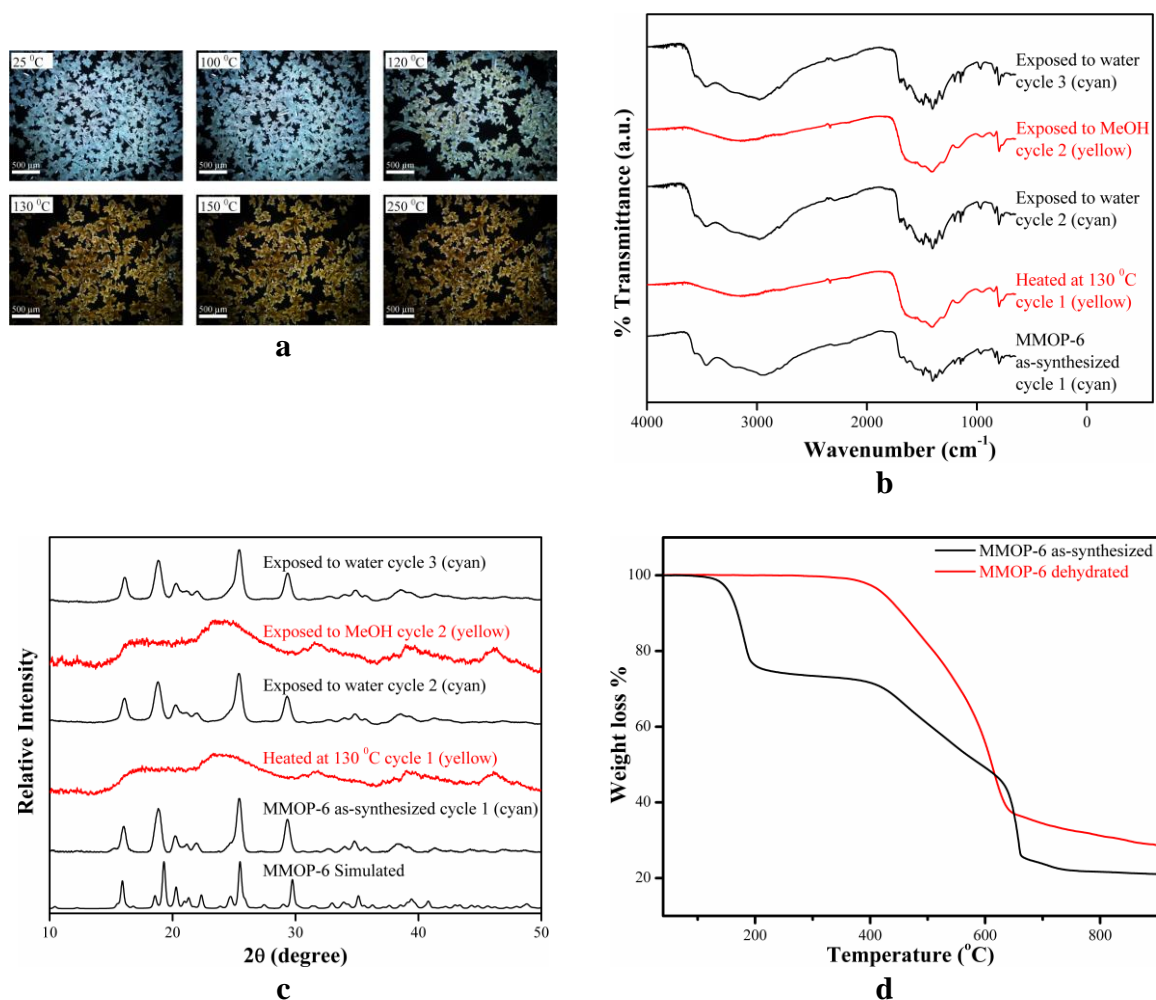 25 ⁰C
100 ⁰C
120 ⁰C
500 μm
500 μm
500 μm
130 ⁰C
150 ⁰C
250 ⁰C
500 μm
500 μm
500 μm
a
% Transmittance (a.u.)
Exposed to water
cycle 3 (cyan)
Exposed to MeOH
cycle 2 (yellow)
Exposed to water
cycle 2 (cyan)
Heated at 130 ⁰C
cycle 1 (yellow)
MMOP-6
as-synthesized
cycle 1 (cyan)
4000 3000 2000 1000 0
Wavenumber (cm⁻¹)
b
Relative Intensity
Exposed to water cycle 3 (cyan)
Exposed to MeOH cycle 2 (yellow)
Exposed to water cycle 2 (cyan)
Heated at 130 ⁰C cycle 1 (yellow)
MMOP-6 as-synthesized cycle 1 (cyan)
MMOP-6 Simulated
10 20 30 40 50
2θ (degree)
c
Weight loss %
MMOP-6 as-synthesized
MMOP-6 dehydrated
100
80
60
40
20
200 400 600 800
Temperature (°C)
d